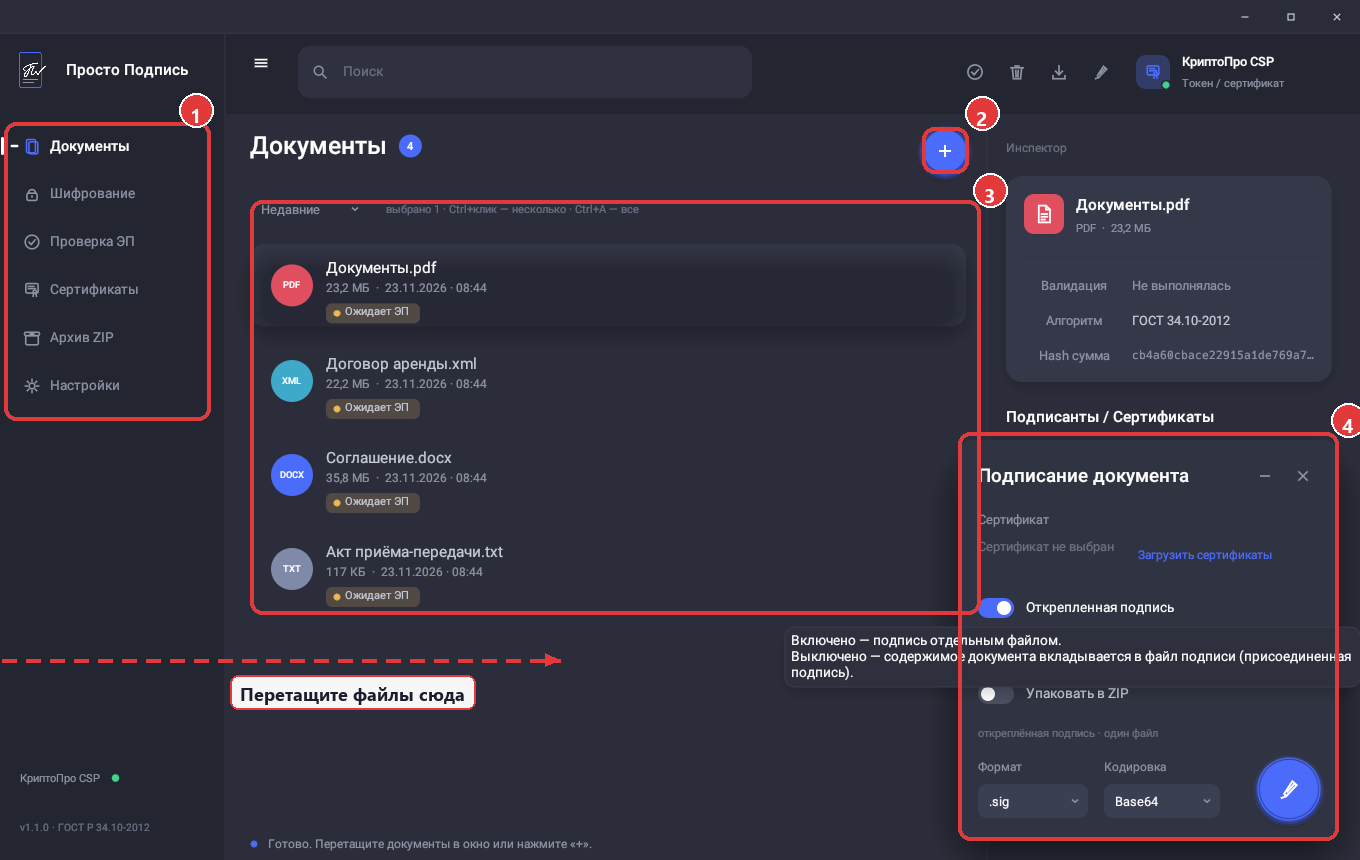 Просто Подпись
Поиск
КриптоПро CSP
Токен / сертификат
1
Документы
Шифрование
Проверка ЭП
Сертификаты
Архив ZIP
Настройки
КриптоПро CSP
v1.1.0 · ГОСТ Р 34.10-2012
Документы 4
2
+
3
Недавние
выбрано 1 · Ctrl+клик — несколько · Ctrl+A — все
PDF
Документы.pdf
23,2 МБ · 23.11.2026 · 08:44
Ожидает ЭП
XML
Договор аренды.xml
22,2 МБ · 23.11.2026 · 08:44
Ожидает ЭП
DOCX
Соглашение.docx
35,8 МБ · 23.11.2026 · 08:44
Ожидает ЭП
TXT
Акт приёма-передачи.txt
117 КБ · 23.11.2026 · 08:44
Ожидает ЭП
Перетащите файлы сюда
Готово. Перетащите документы в окно или нажмите «+».
Инспектор
Документы.pdf
PDF · 23,2 МБ
Валидация Не выполнялась
Алгоритм ГОСТ 34.10-2012
Hash сумма cb4a60cbace22915a1de769a7…
Подписанты / Сертификаты
4
Подписание документа
Сертификат
Сертификат не выбран
Загрузить сертификаты
Открепленная подпись
Включено — подпись отдельным файлом.
Выключено — содержимое документа вкладывается в файл подписи (присоединенная
подпись).
Упаковать в ZIP
откреплённая подпись · один файл
Формат Кодировка
.sig Base64